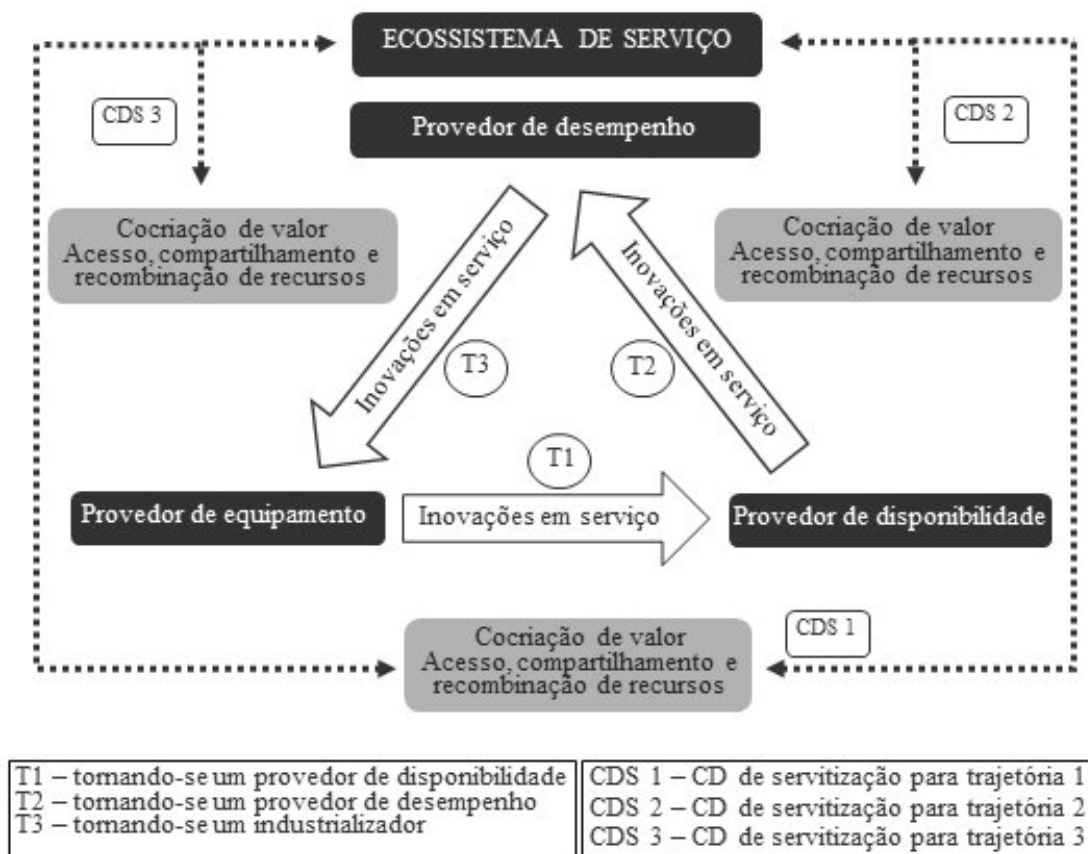 ECOSSISTEMA DE SERVIÇO
CDS 3
CDS 2
Provedor de desempenho
Cocriação de valor
Acesso, compartilhamento e
recombinação de recursos
Cocriação de valor
Acesso, compartilhamento e
recombinação de recursos
Inovações em serviço
Inovações em serviço
T3
T2
T1
Provedor de equipamento
Inovações em serviço
Provedor de disponibilidade
CDS 1
Cocriação de valor
Acesso, compartilhamento e
recombinação de recursos
T1 – tornando-se um provedor de disponibilidade
T2 – tornando-se um provedor de desempenho
T3 – tornando-se um industrializador
CDS 1 – CD de servitização para trajetória 1
CDS 2 – CD de servitização para trajetória 2
CDS 3 – CD de servitização para trajetória 3